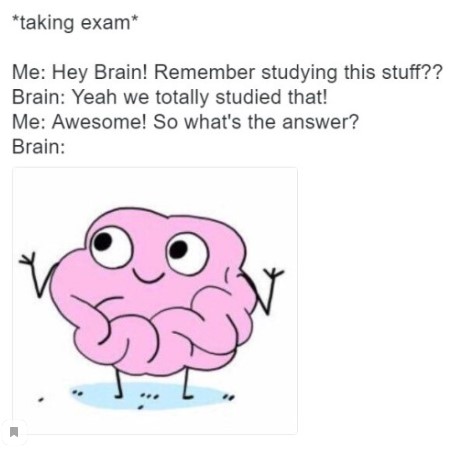 *taking exam*
Me: Hey Brain! Remember studying this stuff??
Brain: Yeah we totally studied that!
Me: Awesome! So what's the answer?
Brain: